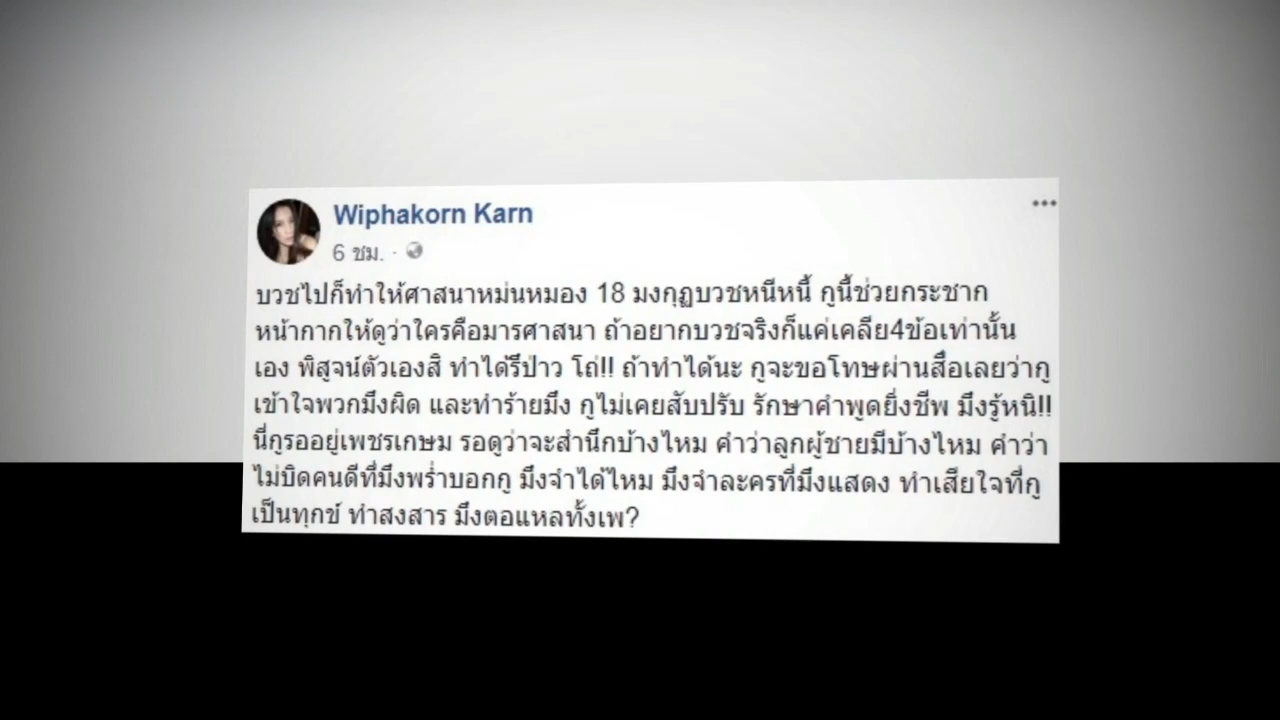 Wiphakorn Karn
6 ชม.
บวชไปก็ทำให้ศาสนาหม่นหมอง 18 มงกุฏบวชหนีหนี้ กูนี้ช่วยกระชาก
หน้ากากให้ดูว่าใครคือมารศาสนา ถ้าอยากบวชจริงก็แค่เคลีย4ข้อเท่านั้น
เอง พิสูจน์ตัวเองสิ ทำได้รึป่าว โถ่!! ถ้าทำได้นะ กูจะขอโทษผ่านสื่อเลยว่ากู
เข้าใจพวกมึงผิด และทำร้ายมึง กูไม่เคยสับปรับ รักษาคำพูดยิ่งชีพ มึงรู้หนิ!!
นี่กูรออยู่เพชรเกษม รอดูว่าจะสำนึกบ้างไหม คำว่าลูกผู้ชายมีบ้างไหม คำว่า
ไม่บิดคนดีที่มึงพร่ำบอกกู มึงจำได้ไหม มึงจำละครที่มึงแสดง ทำเสียใจที่กู
เป็นทุกข์ ทำสงสาร มึงตอแหลทั้งเพ?